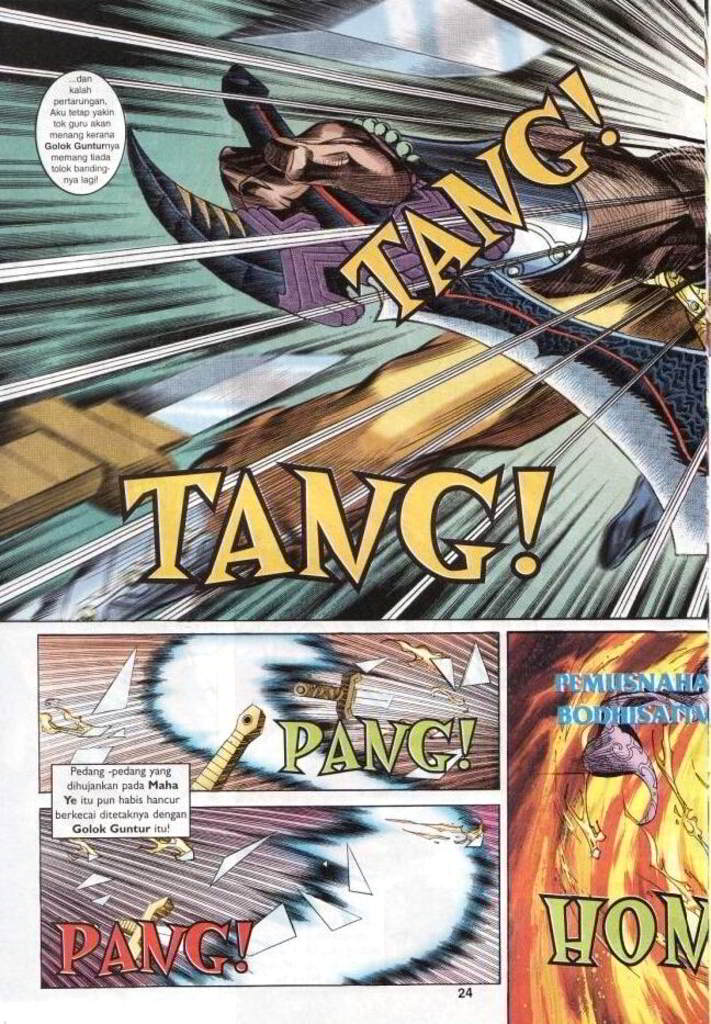 ...dan
kalah
pertarungan.
Aku tetap yakin
tok guru akan
menang kerana
Golok Gunturnya
memang tiada
tolok banding-
nya lagi!
TANG!
TANG!
PANG!
Pedang -pedang yang
dihujankan pada Maha
Ye itu pun habis hancur
berkecai ditetaknya dengan
Golok Guntur itu!
PANG!
PEMUSNAHA
BODHISATTV
HON
24